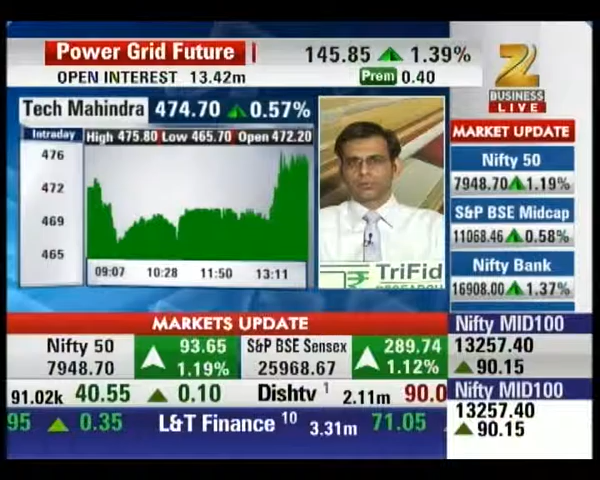 Power Grid Future
145.85 1.39%
OPEN INTEREST 13.42m
Prem 0.40
Z
BUSINESS
LIVE
Tech Mahindra 474.70 0.57%
Intraday High 475.80 Low 465.70 Open 472.20
476
472
469
465
09:07 10:28 11:50 13:11
TriFid
RESEARCH
MARKET UPDATE
Nifty 50
7948.70 1.19%
S&P BSE Midcap
11068.46 0.58%
Nifty Bank
16908.00 1.37%
MARKETS UPDATE
Nifty 50 93.65 S&P BSE Sensex 289.74
7948.70 1.19% 25968.67 1.12%
Nifty MID100
13257.40
90.15
91.02k 40.55 0.10 Dishtv 1 2.11m 90.0
95 0.35 L&T Finance 10 3.31m 71.05
Nifty MID100
13257.40
90.15